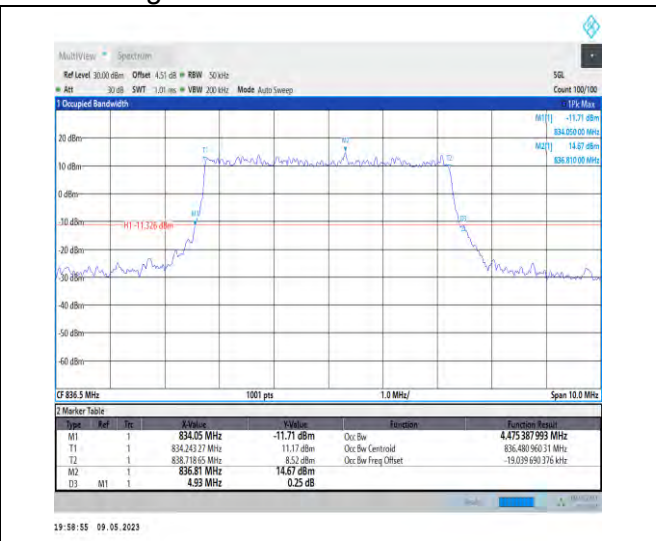 MultiView Spectrum
Ref Level 30.00 dBm Offset 4.51 dB RBW 50 kHz SGL
Att 30 dB SWT 1.01 ms VBW 200 kHz Mode Auto Sweep Count 100/100
1 Occupied Bandwidth 1Pk Max
M1[1] -11.71 dBm
834.050 00 MHz
M2[1] 14.67 dBm
836.810 00 MHz
20 dBm
M2
T1
T2
10 dBm
0 dBm
M1
D3
-10 dBm
H1 -11.326 dBm
-20 dBm
-30 dBm
-40 dBm
-50 dBm
-60 dBm
CF 836.5 MHz 1001 pts 1.0 MHz/ Span 10.0 MHz
2 Marker Table
Type Ref Trc X-Value Y-Value Function Function Result
M1 1 834.05 MHz -11.71 dBm Occ Bw 4.475 387 993 MHz
T1 1 834.243 27 MHz 11.17 dBm Occ Bw Centroid 836.480 960 31 MHz
T2 1 838.718 65 MHz 8.52 dBm Occ Bw Freq Offset -19.039 690 376 kHz
M2 1 836.81 MHz 14.67 dBm
D3 M1 1 4.93 MHz 0.25 dB
19:58:55 09.05.2023